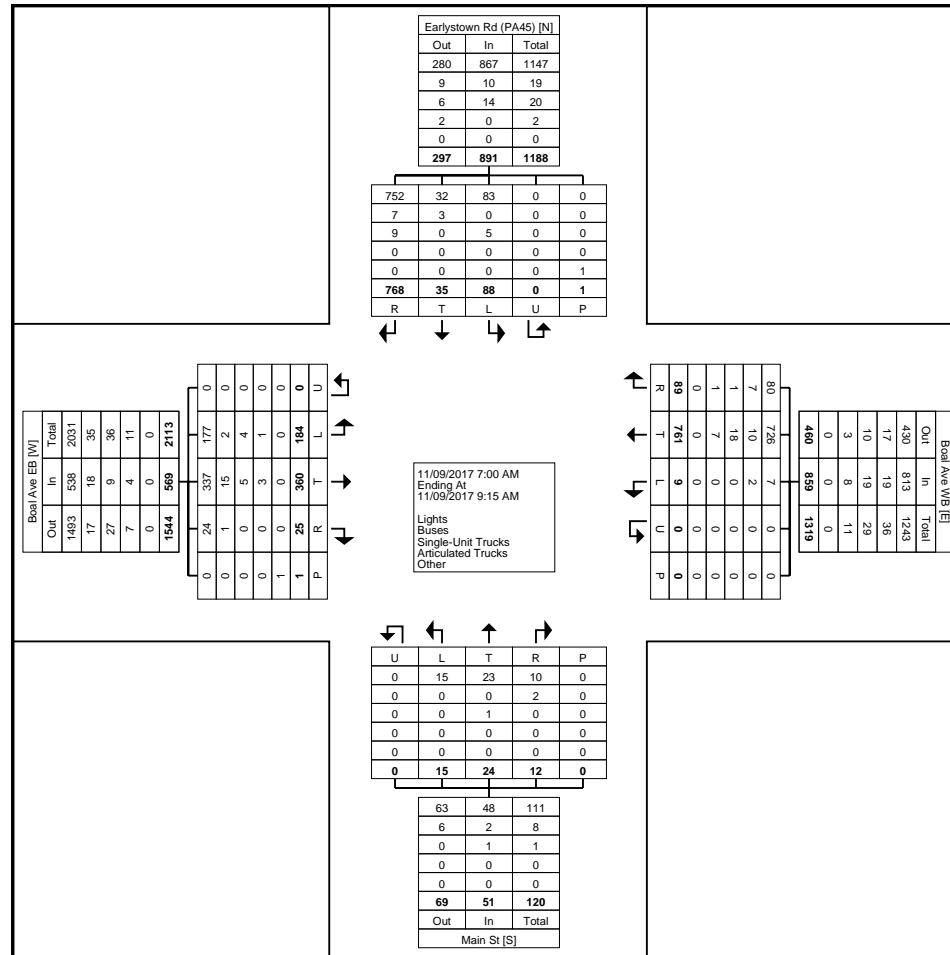 Earlystown Rd (PA45) [N]
Out In Total
280 867 1147
9 10 19
6 14 20
2 0 2
0 0 0
297 891 1188
752 32 83 0 0
7 3 0 0 0
9 0 5 0 0
0 0 0 0 0
0 0 0 0 1
768 35 88 0 1
R T L U P
Boal Ave EB [W]
Out In Total
1493 538 2031
17 18 35
27 9 36
7 4 11
0 0 0
1544 569 2113
0 24 337 177 0
0 1 15 2 0
0 0 5 4 0
0 0 3 1 0
1 0 0 0 0
1 25 360 184 0
P R T L U
11/09/2017 7:00 AM
Ending At
11/09/2017 9:15 AM
Lights
Buses
Single-Unit Trucks
Articulated Trucks
Other
Boal Ave WB [E]
Out In Total
430 813 1243
17 19 36
10 19 29
3 8 11
0 0 0
460 859 1319
80 726 7 0 0
7 10 2 0 0
1 18 0 0 0
1 7 0 0 0
0 0 0 0 0
89 761 9 0 0
R T L U P
U L T R P
0 15 23 10 0
0 0 0 2 0
0 0 1 0 0
0 0 0 0 0
0 0 0 0 0
0 15 24 12 0
63 48 111
6 2 8
0 1 1
0 0 0
0 0 0
69 51 120
Out In Total
Main St [S]